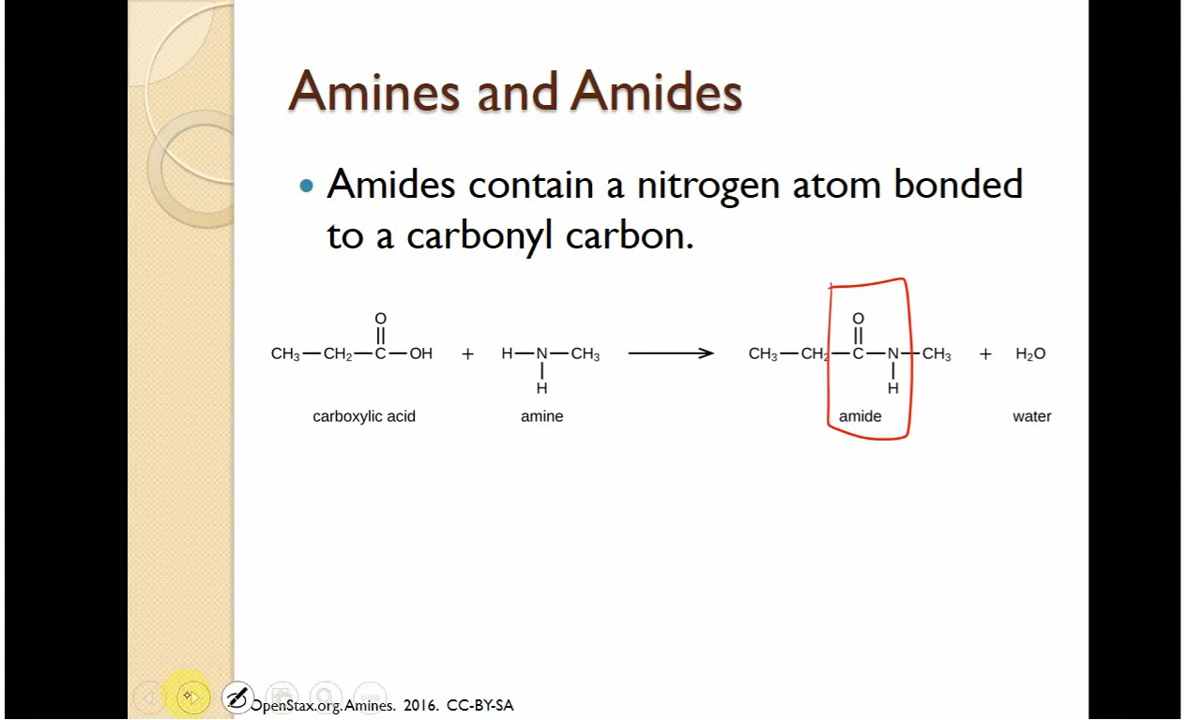 Amines and Amides
• Amides contain a nitrogen atom bonded
to a carbonyl carbon.
O O
CH₃—CH₂—C—OH + H—N—CH₃ ⟶ CH₃—CH₂—C—N—CH₃ + H₂O
H H
carboxylic acid amine amide water
OpenStax.org. Amines. 2016. CC-BY-SA